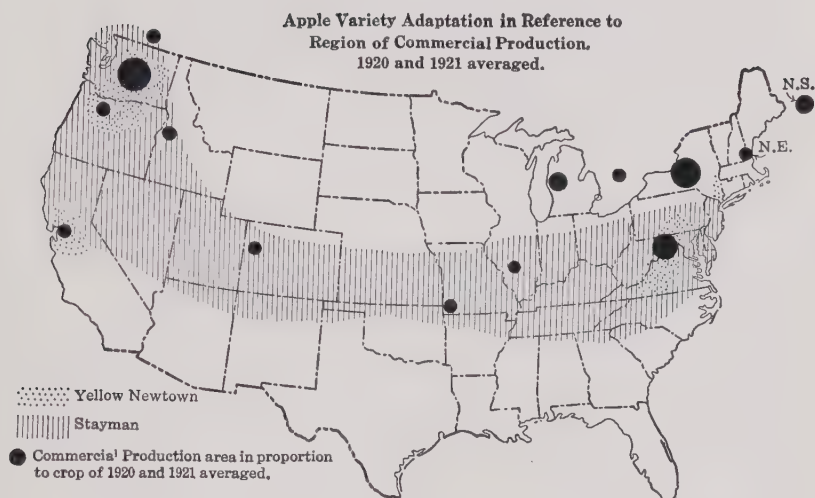 Apple Variety Adaptation in Reference to
Region of Commercial Production.
1920 and 1921 averaged.
N.S.
N.E.
Yellow Newtown
Stayman
Commercial Production area in proportion
to crop of 1920 and 1921 averaged.